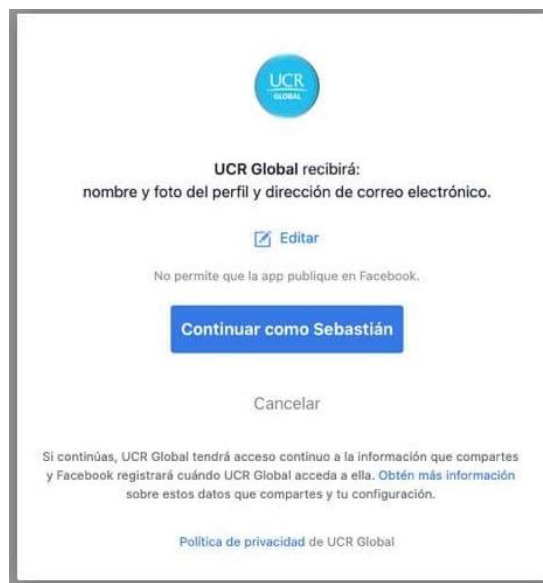 UCR
GLOBAL
UCR Global recibirá:
nombre y foto del perfil y dirección de correo electrónico.
Editar
No permite que la app publique en Facebook.
Continuar como Sebastián
Cancelar
Si continúas, UCR Global tendrá acceso continuo a la información que compartes
y Facebook registrará cuándo UCR Global acceda a ella. Obtén más información
sobre estos datos que compartes y tu configuración.
Política de privacidad de UCR Global